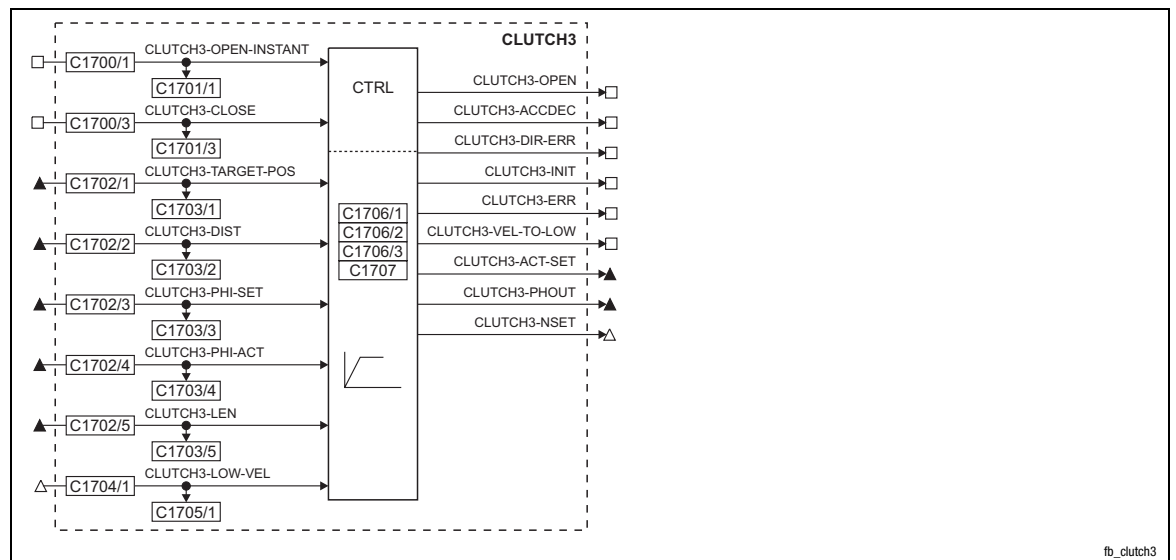 CLUTCH3
C1700/1 CLUTCH3-OPEN-INSTANT
C1701/1
C1700/3 CLUTCH3-CLOSE
C1701/3
C1702/1 CLUTCH3-TARGET-POS
C1703/1
C1702/2 CLUTCH3-DIST
C1703/2
C1702/3 CLUTCH3-PHI-SET
C1703/3
C1702/4 CLUTCH3-PHI-ACT
C1703/4
C1702/5 CLUTCH3-LEN
C1703/5
C1704/1 CLUTCH3-LOW-VEL
C1705/1
CTRL
C1706/1
C1706/2
C1706/3
C1707
CLUTCH3-OPEN
CLUTCH3-ACCDEC
CLUTCH3-DIR-ERR
CLUTCH3-INIT
CLUTCH3-ERR
CLUTCH3-VEL-TO-LOW
CLUTCH3-ACT-SET
CLUTCH3-PHOUT
CLUTCH3-NSET
fb_clutch3